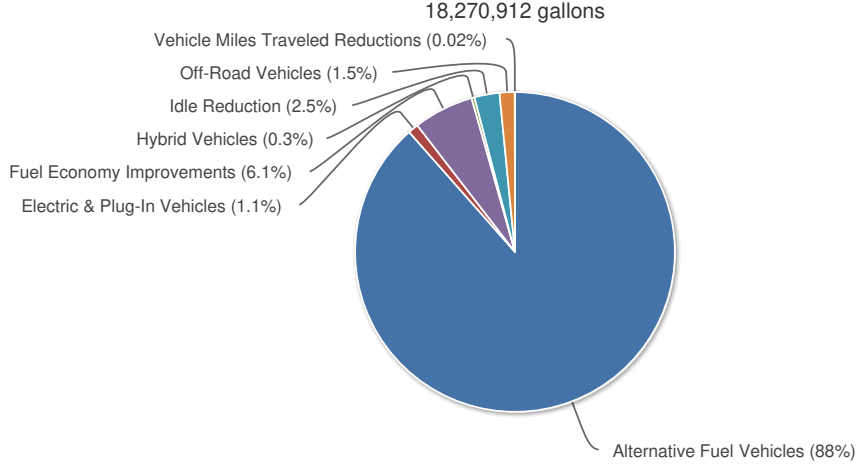 18,270,912 gallons
Vehicle Miles Traveled Reductions (0.02%)
Off-Road Vehicles (1.5%)
Idle Reduction (2.5%)
Hybrid Vehicles (0.3%)
Fuel Economy Improvements (6.1%)
Electric & Plug-In Vehicles (1.1%)
Alternative Fuel Vehicles (88%)